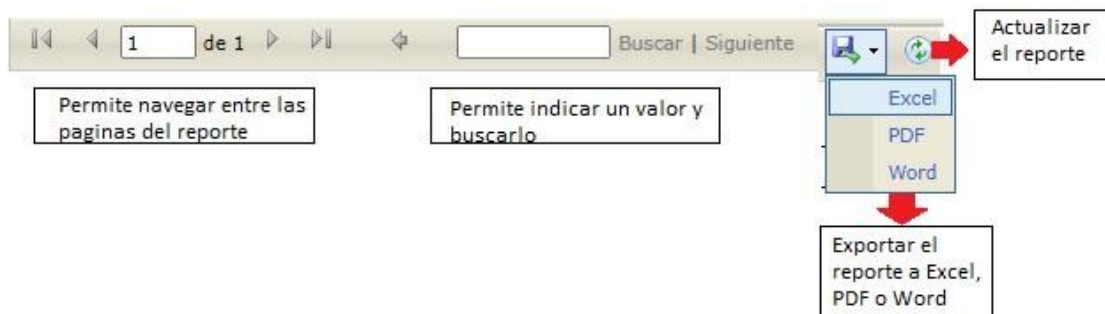 1 de 1 Buscar | Siguiente
Actualizar
el reporte
Permite navegar entre las
paginas del reporte
Permite indicar un valor y
buscarlo
Excel
PDF
Word
Exportar el
reporte a Excel,
PDF o Word